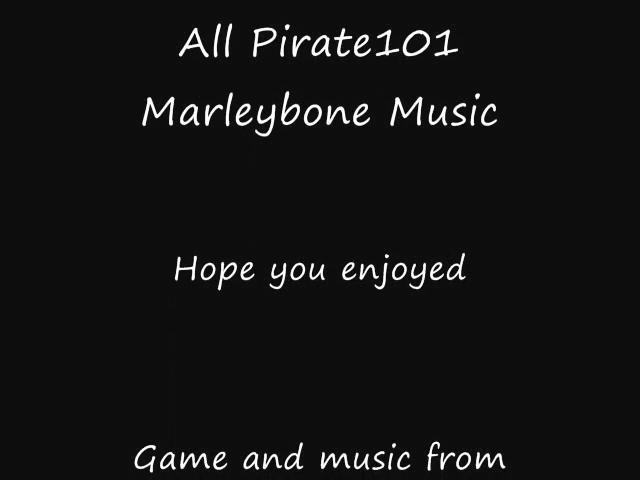 All Pirate101
Marleybone Music
Hope you enjoyed
Game and music from